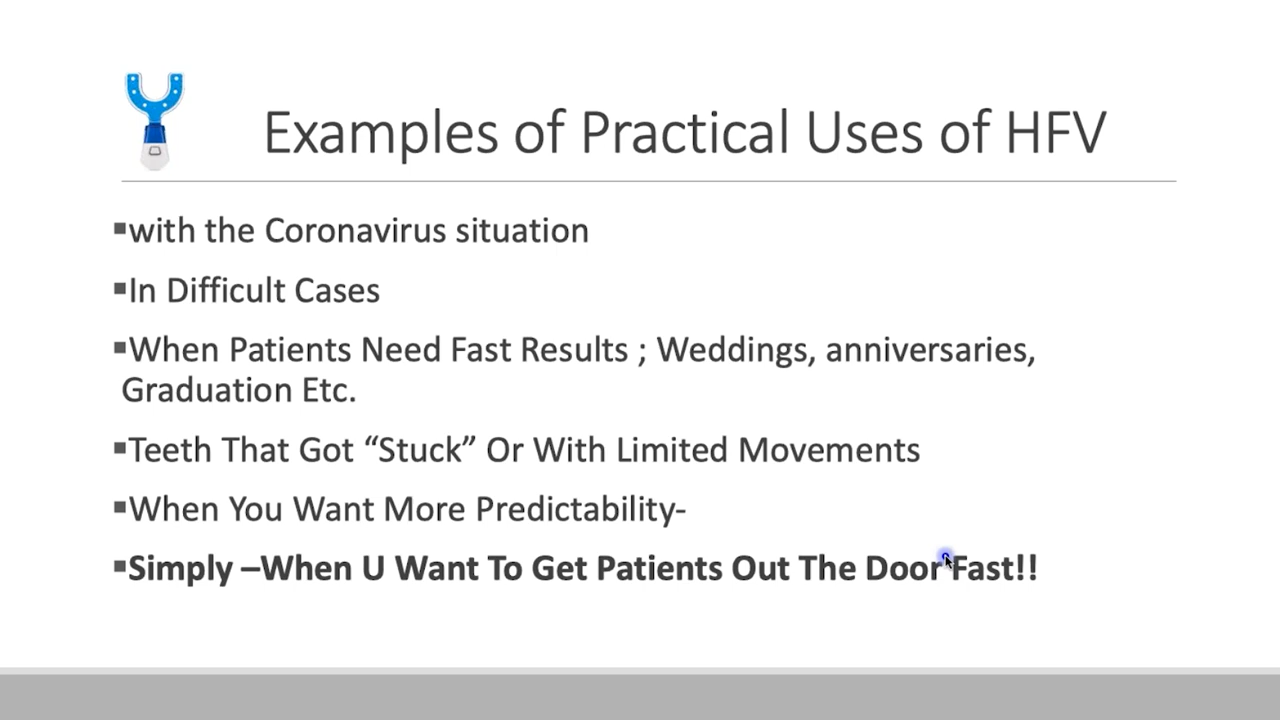 Examples of Practical Uses of HFV
▪with the Coronavirus situation
▪In Difficult Cases
▪When Patients Need Fast Results ; Weddings, anniversaries,
Graduation Etc.
▪Teeth That Got “Stuck” Or With Limited Movements
▪When You Want More Predictability-
▪Simply –When U Want To Get Patients Out The Door Fast!!